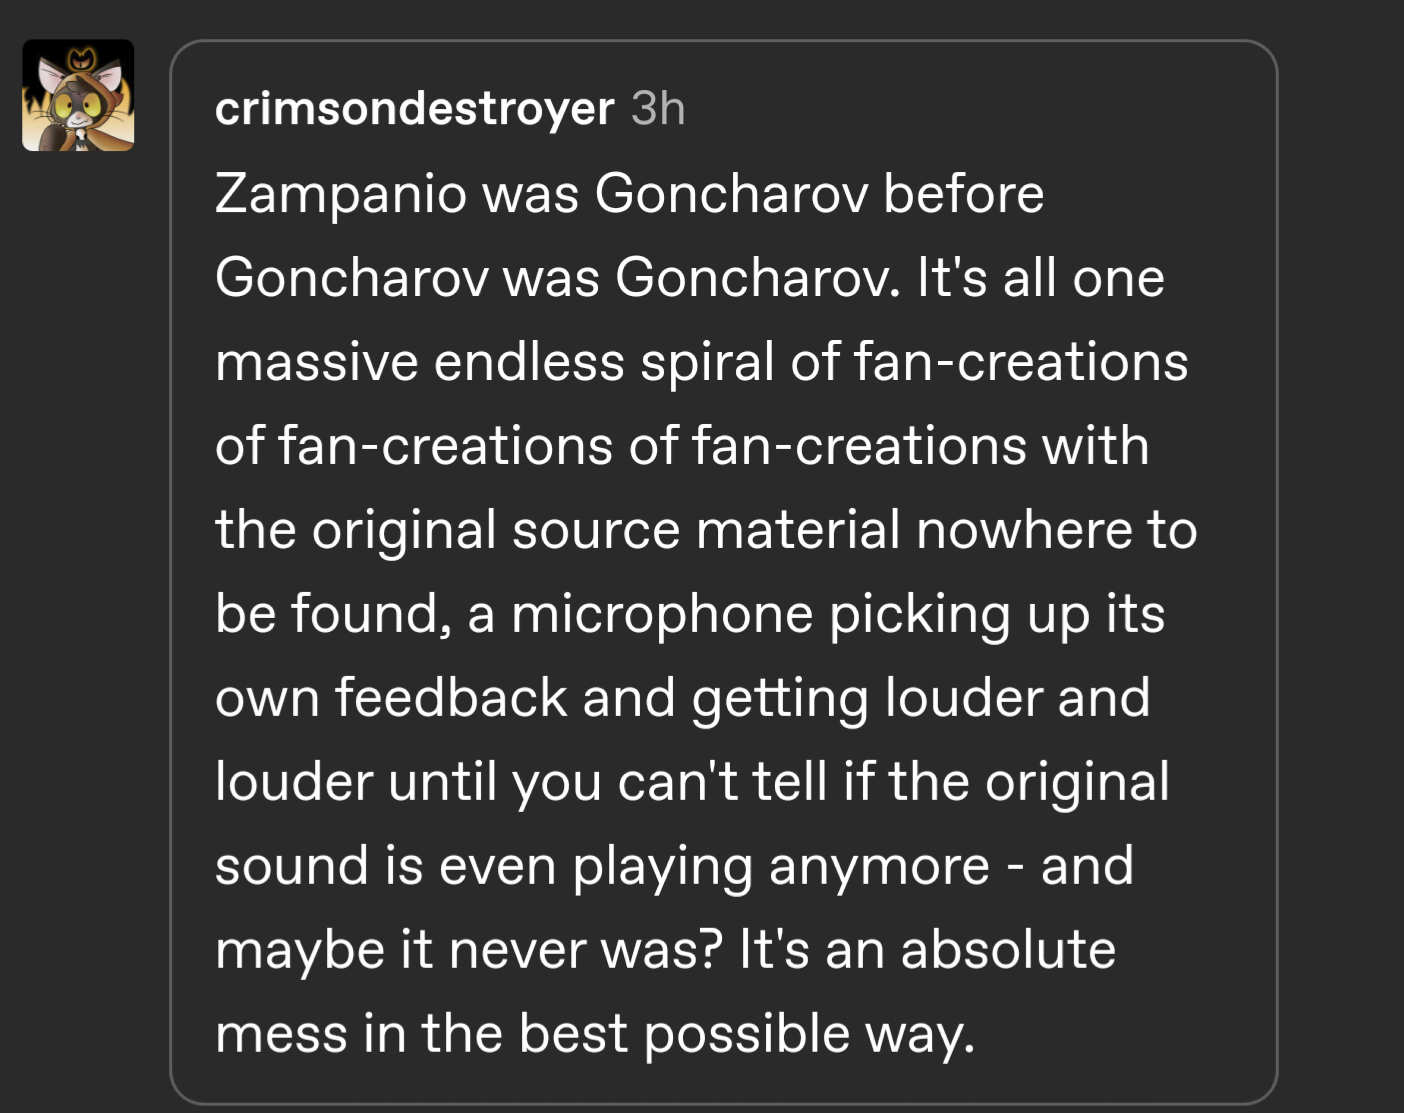 crimsondestroyer 3h
Zampanio was Goncharov before
Goncharov was Goncharov. It's all one
massive endless spiral of fan-creations
of fan-creations of fan-creations with
the original source material nowhere to
be found, a microphone picking up its
own feedback and getting louder and
louder until you can't tell if the original
sound is even playing anymore - and
maybe it never was? It's an absolute
mess in the best possible way.